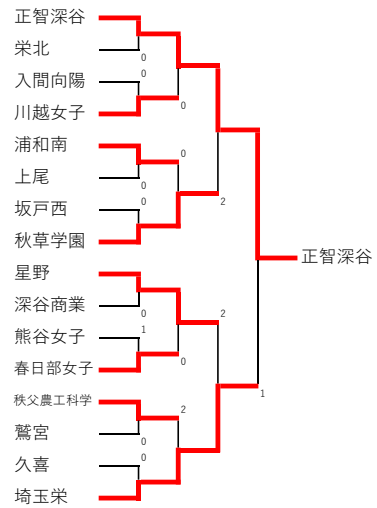 正智深谷
栄北
0
0
入間向陽
川越女子
0
浦和南
0
上尾
0
坂戸西
0
2
秋草学園
正智深谷
星野
深谷商業
0
2
熊谷女子
1
春日部女子
0
1
秩父農工科学
2
鷲宮
0
久喜
0
埼玉栄